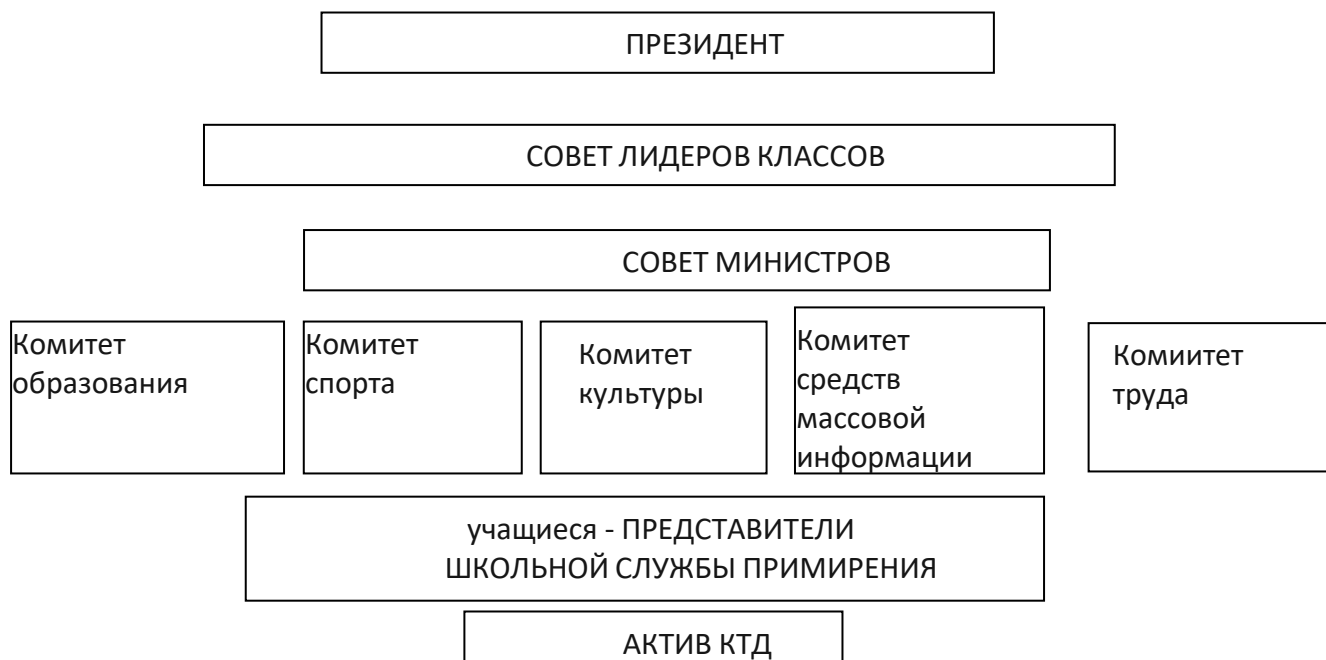 ПРЕЗИДЕНТ
СОВЕТ ЛИДЕРОВ КЛАССОВ
СОВЕТ МИНИСТРОВ
Комитет
образования
Комитет
спорта
Комитет
культуры
Комитет
средств
массовой
информации
Комиитет
труда
учащиеся - ПРЕДСТАВИТЕЛИ
ШКОЛЬНОЙ СЛУЖБЫ ПРИМИРЕНИЯ
АКТИВ КТД